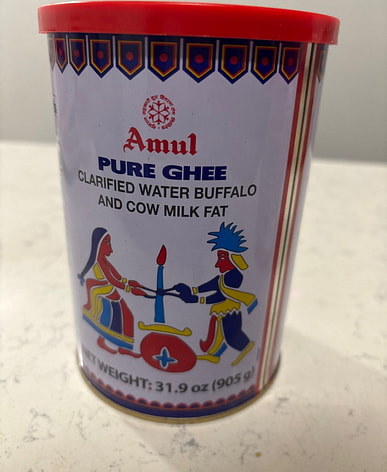 Amul
PURE GHEE
CLARIFIED WATER BUFFALO
AND COW MILK FAT
NET WEIGHT: 31.9 oz (905 g)